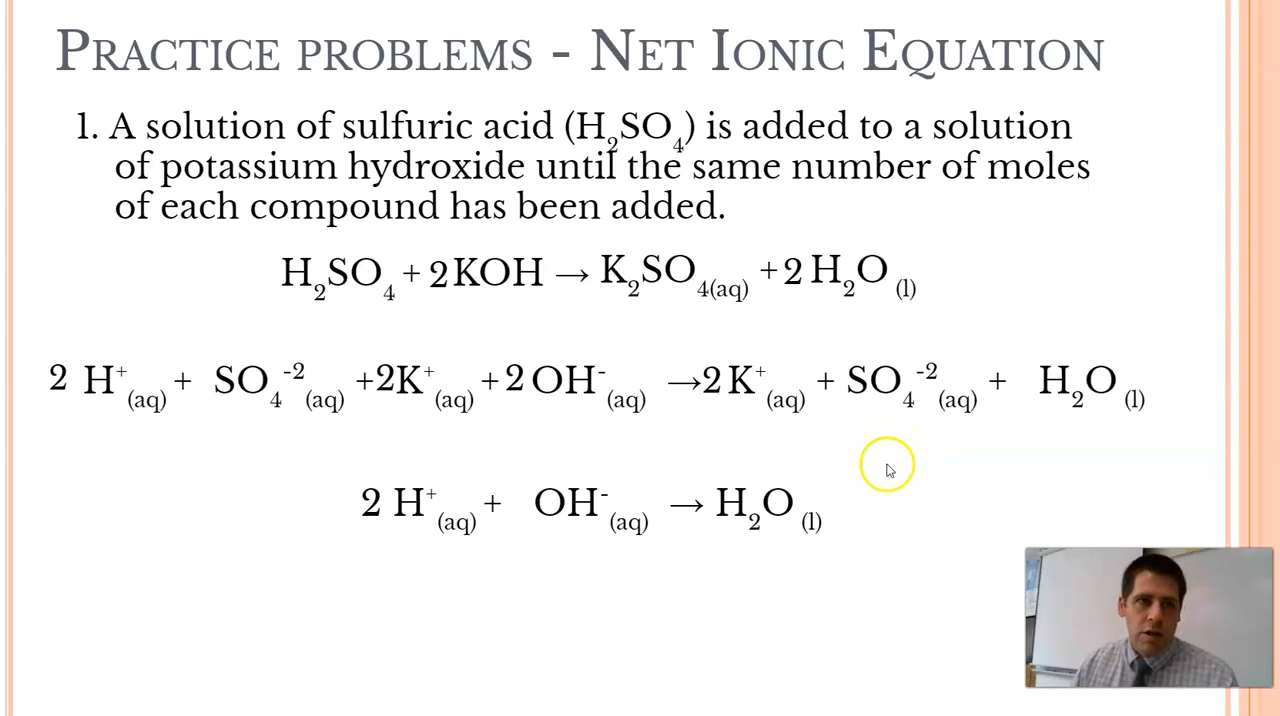 PRACTICE PROBLEMS - NET IONIC EQUATION
1. A solution of sulfuric acid (H₂SO₄) is added to a solution
of potassium hydroxide until the same number of moles
of each compound has been added.
H₂SO₄ + 2 KOH → K₂SO₄(aq) + 2 H₂O (l)
2 H⁺(aq) + SO₄⁻²(aq) + 2K⁺(aq) + 2 OH⁻(aq) → 2 K⁺(aq) + SO₄⁻²(aq) + H₂O (l)
2 H⁺(aq) + OH⁻(aq) → H₂O (l)